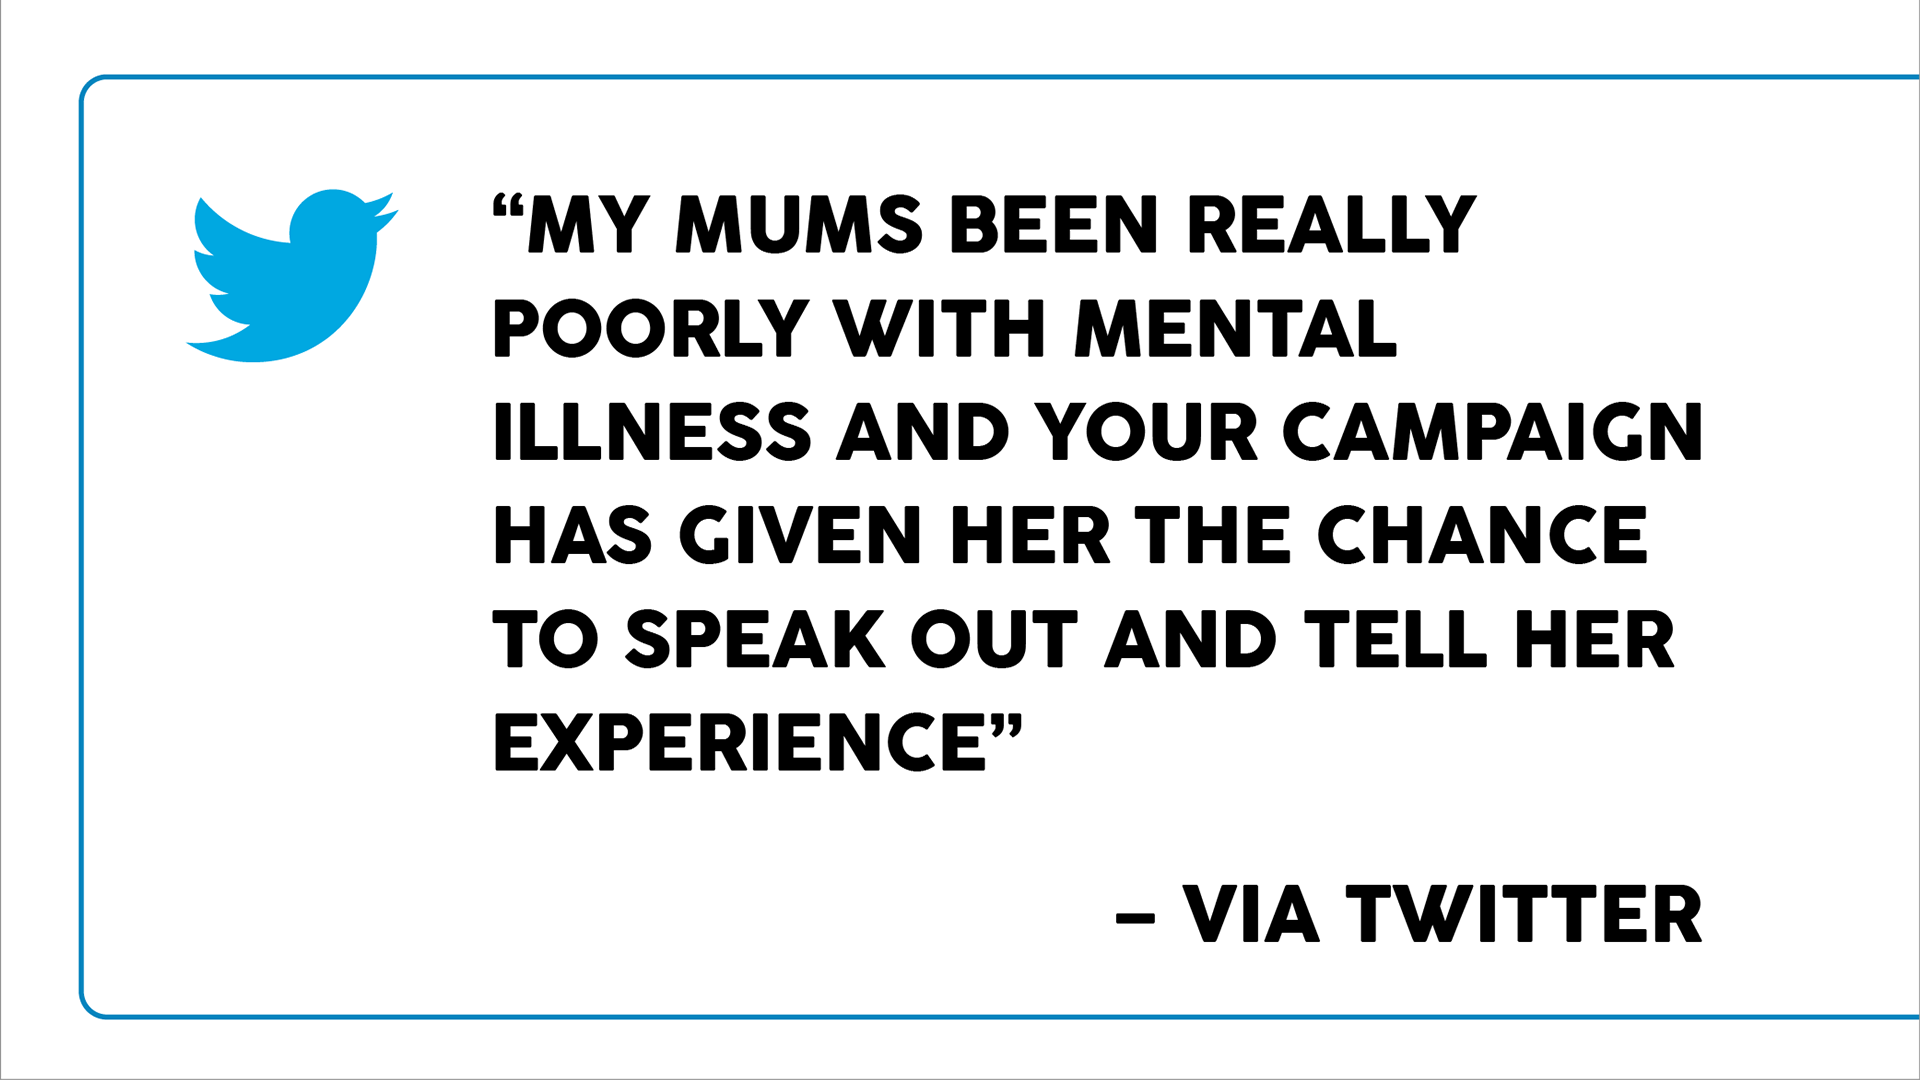 “MY MUMS BEEN REALLY
POORLY WITH MENTAL
ILLNESS AND YOUR CAMPAIGN
HAS GIVEN HER THE CHANCE
TO SPEAK OUT AND TELL HER
EXPERIENCE”
– VIA TWITTER